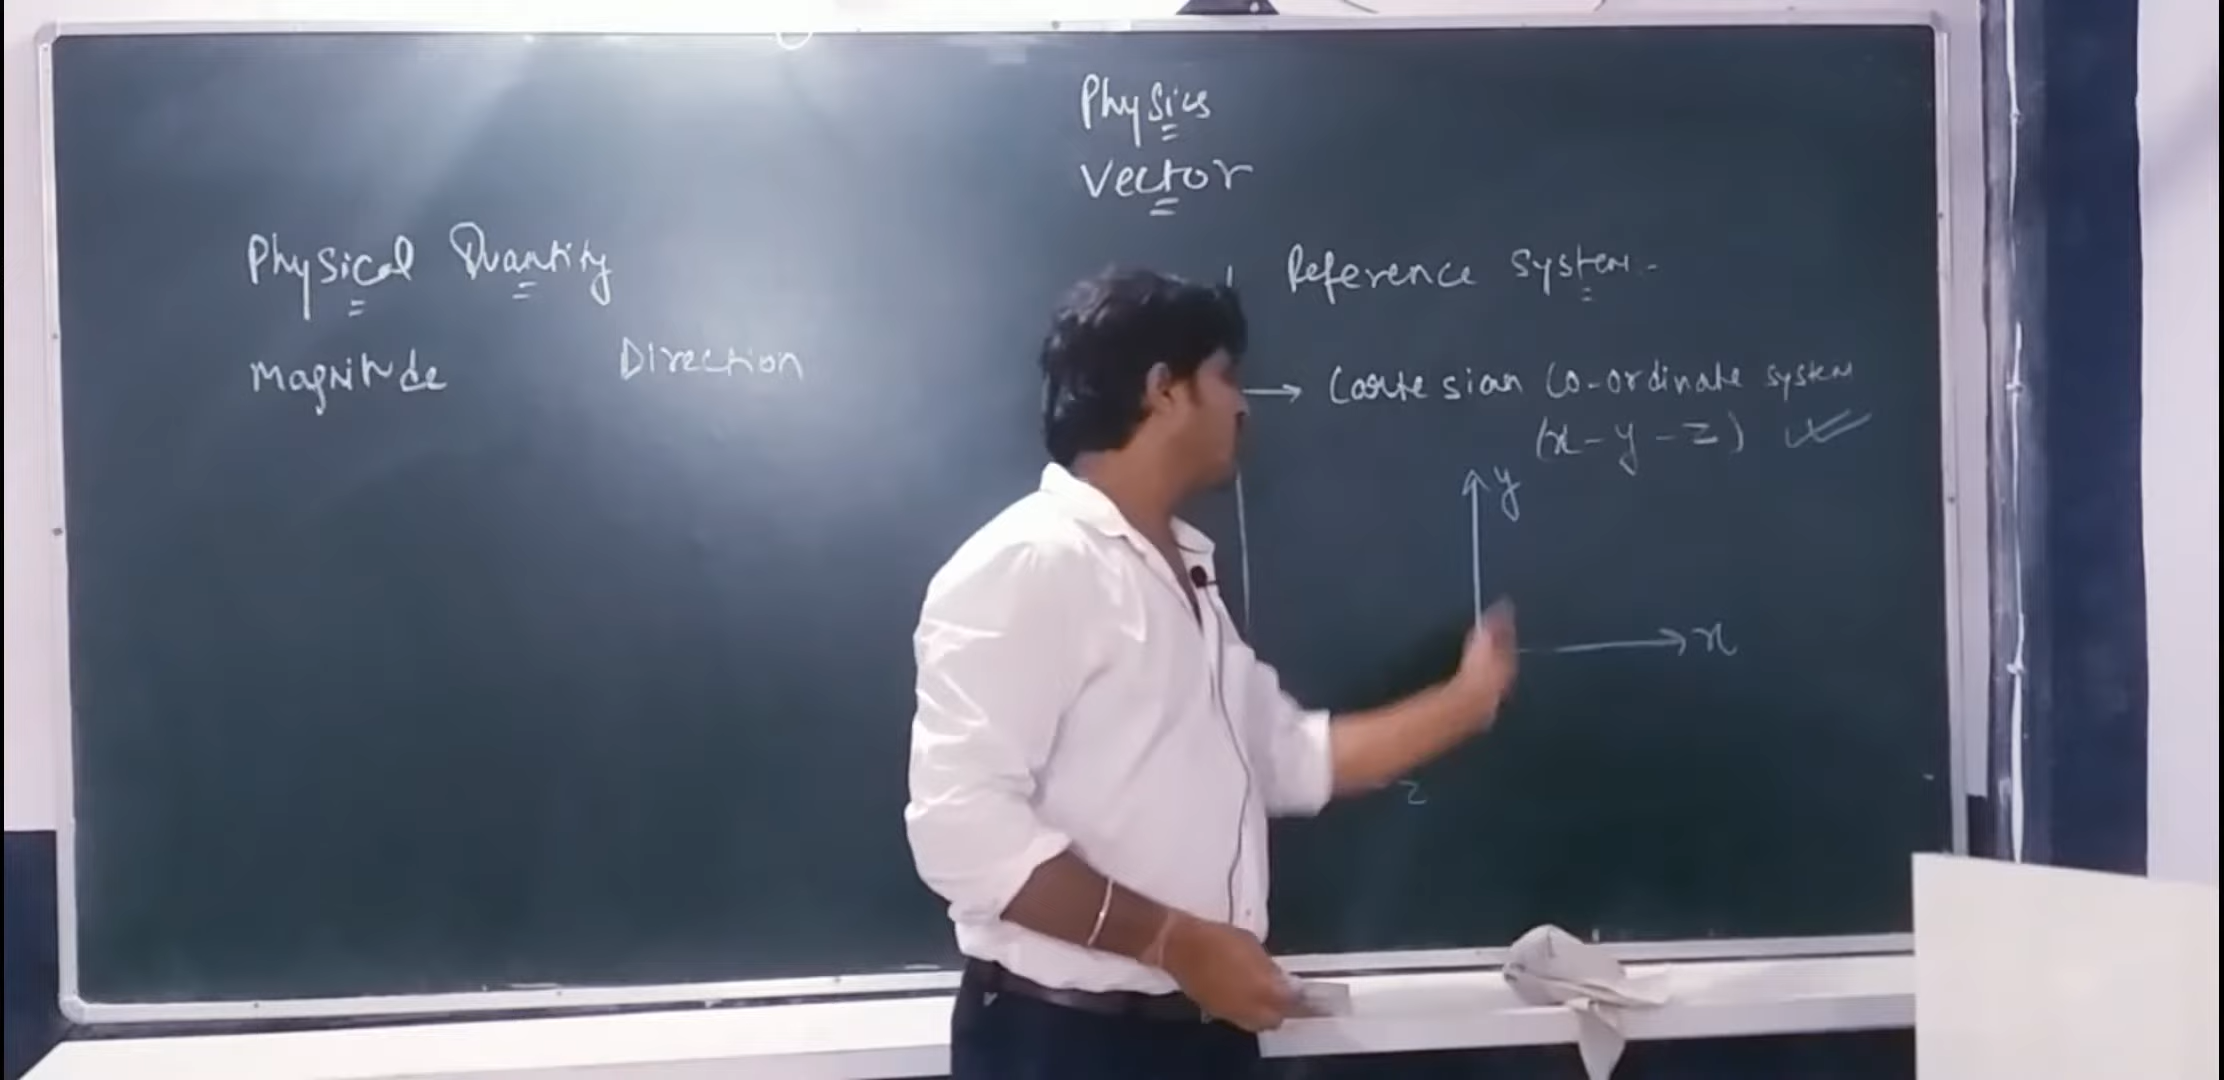 Physics
Vector
Physical Quantity
Magnitude Direction
Reference system
Cartesian Co-ordinate system
(x-y-z)
y
x
z